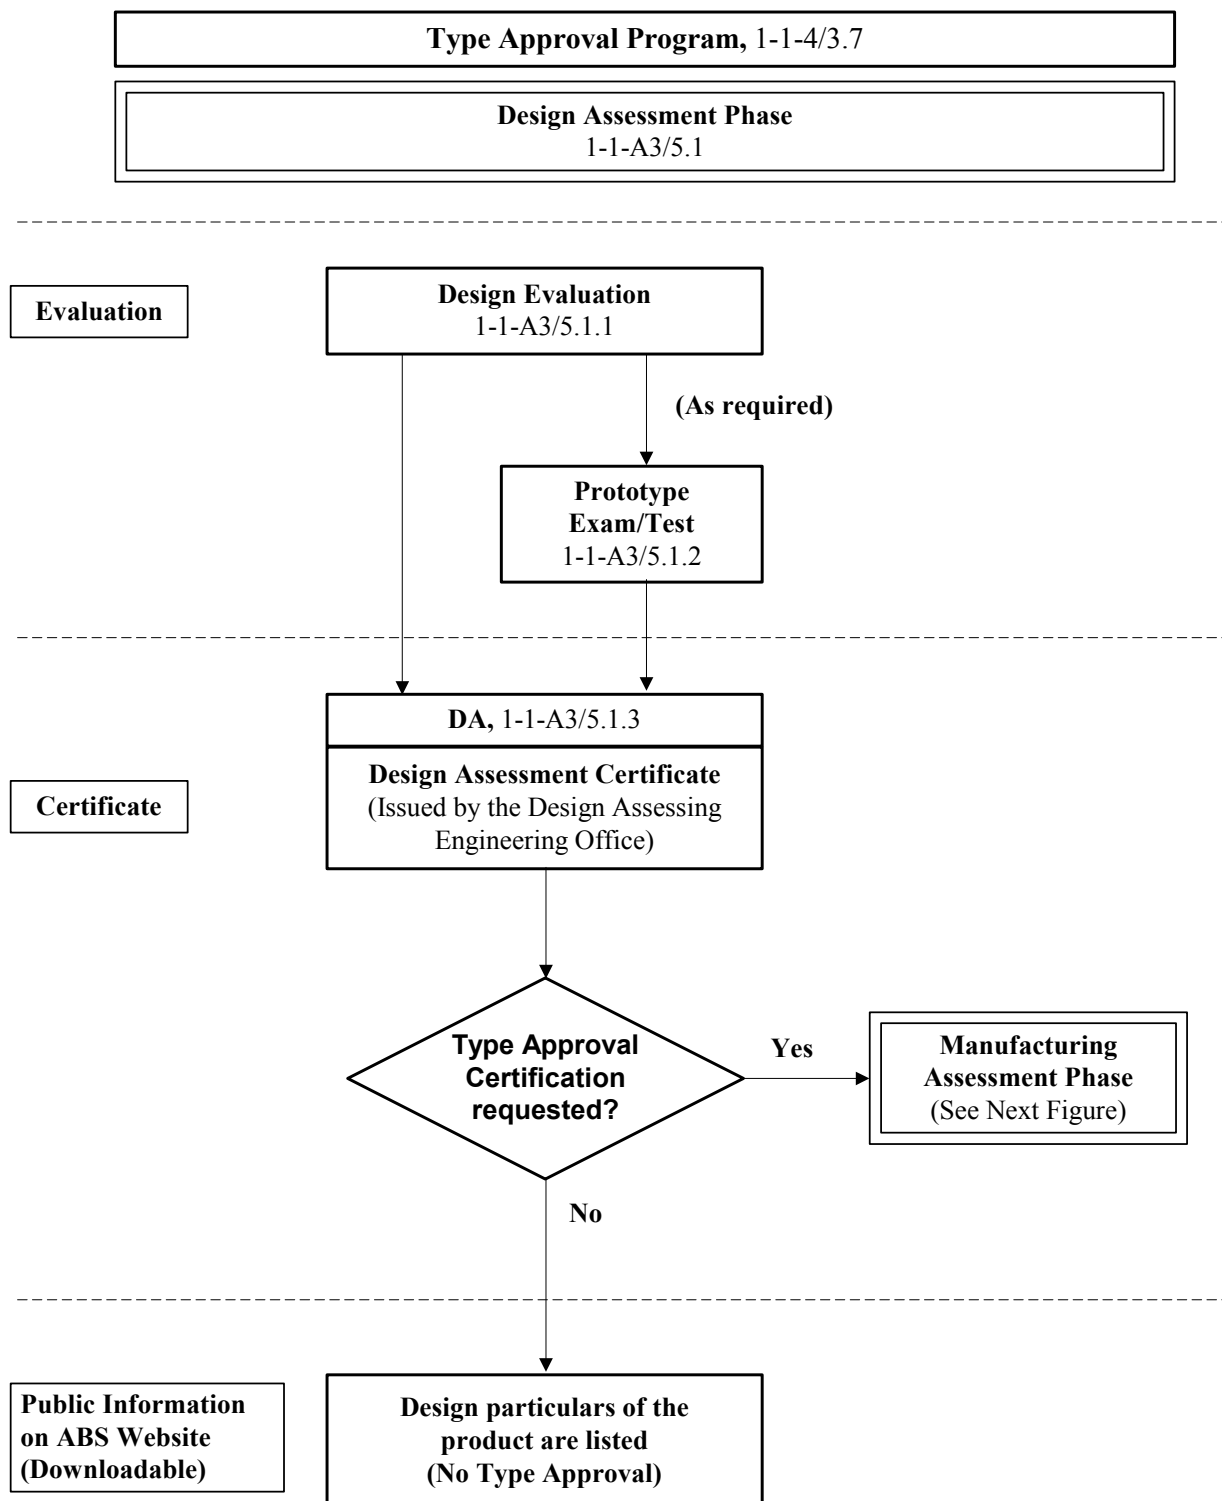 Type Approval Program, 1-1-4/3.7
Design Assessment Phase
1-1-A3/5.1
Evaluation
Design Evaluation
1-1-A3/5.1.1
(As required)
Prototype
Exam/Test
1-1-A3/5.1.2
DA, 1-1-A3/5.1.3
Certificate
Design Assessment Certificate
(Issued by the Design Assessing
Engineering Office)
Type Approval
Certification
requested?
Yes
Manufacturing
Assessment Phase
(See Next Figure)
No
Public Information
on ABS Website
(Downloadable)
Design particulars of the
product are listed
(No Type Approval)